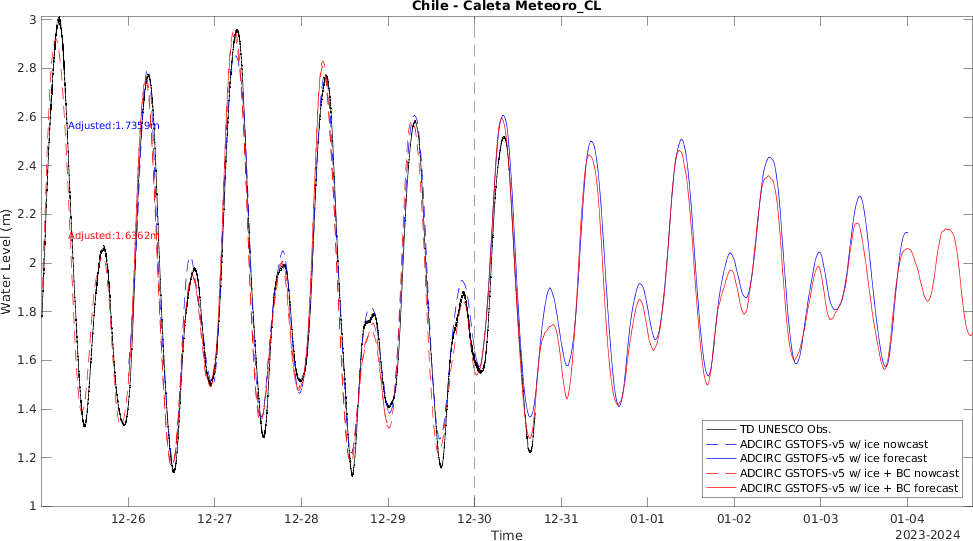 Chile - Caleta Meteoro_CL
3
2.8
2.6
2.4
2.2
2
1.8
1.6
1.4
1.2
1
Water Level (m)
Adjusted:1.7359m
Adjusted:1.6362m
TD UNESCO Obs.
ADCIRC GSTOFS-v5 w/ ice nowcast
ADCIRC GSTOFS-v5 w/ ice forecast
ADCIRC GSTOFS-v5 w/ ice + BC nowcast
ADCIRC GSTOFS-v5 w/ ice + BC forecast
12-26 12-27 12-28 12-29 12-30 12-31 01-01 01-02 01-03 01-04
Time
2023-2024